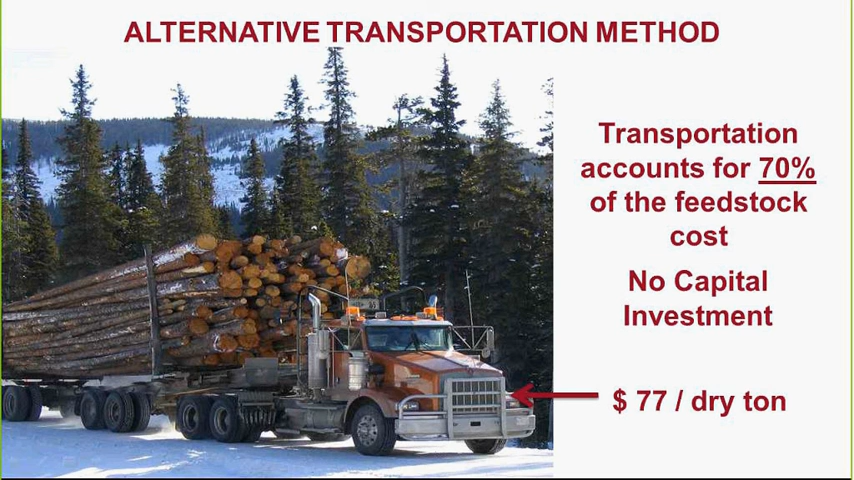 ALTERNATIVE TRANSPORTATION METHOD
Transportation
accounts for 70%
of the feedstock
cost
No Capital
Investment
$ 77 / dry ton